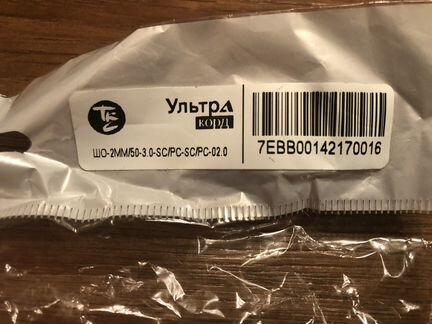 Ультра
корд
ШО-2ММ/50-3.0-SC/PC-SC/PC-02.0
7EBB00142170016